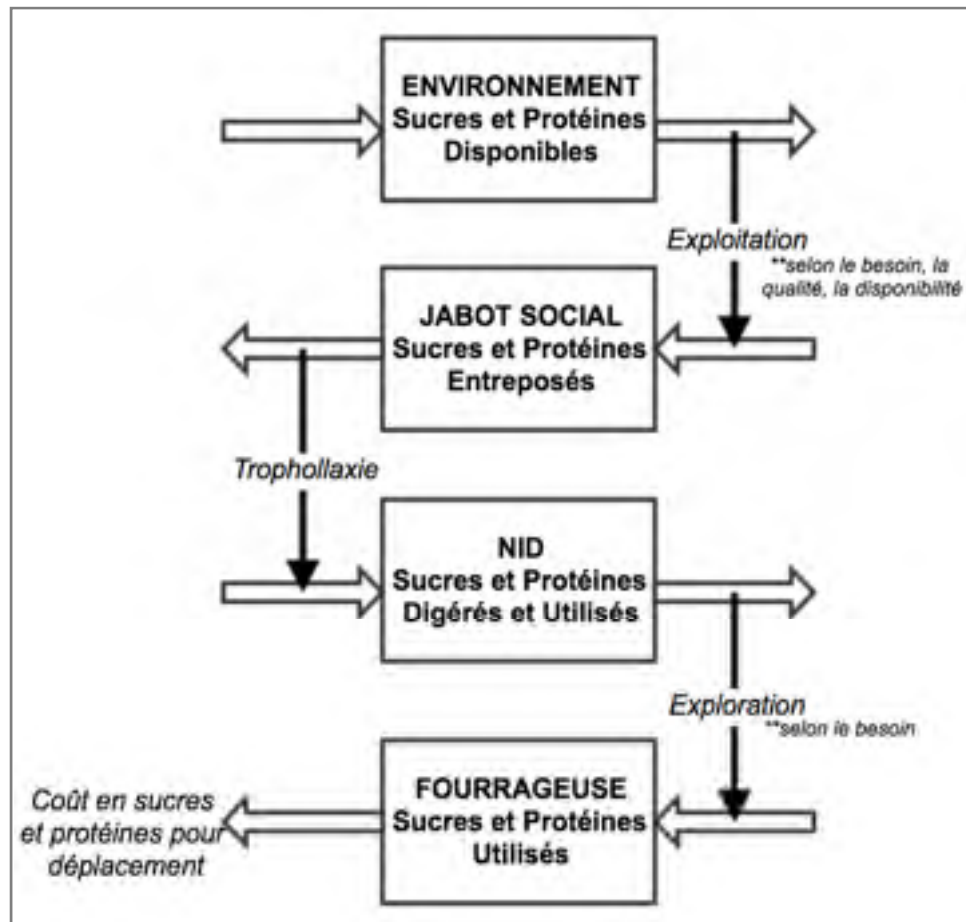 ENVIRONNEMENT
Sucres et Protéines
Disponibles
Exploitation
**selon le besoin, la
qualité, la disponibilité
JABOT SOCIAL
Sucres et Protéines
Entreposés
Trophollaxie
NID
Sucres et Protéines
Digérés et Utilisés
Exploration
**selon le besoin
FOURRAGEUSE
Sucres et Protéines
Utilisés
Coût en sucres
et protéines pour
déplacement